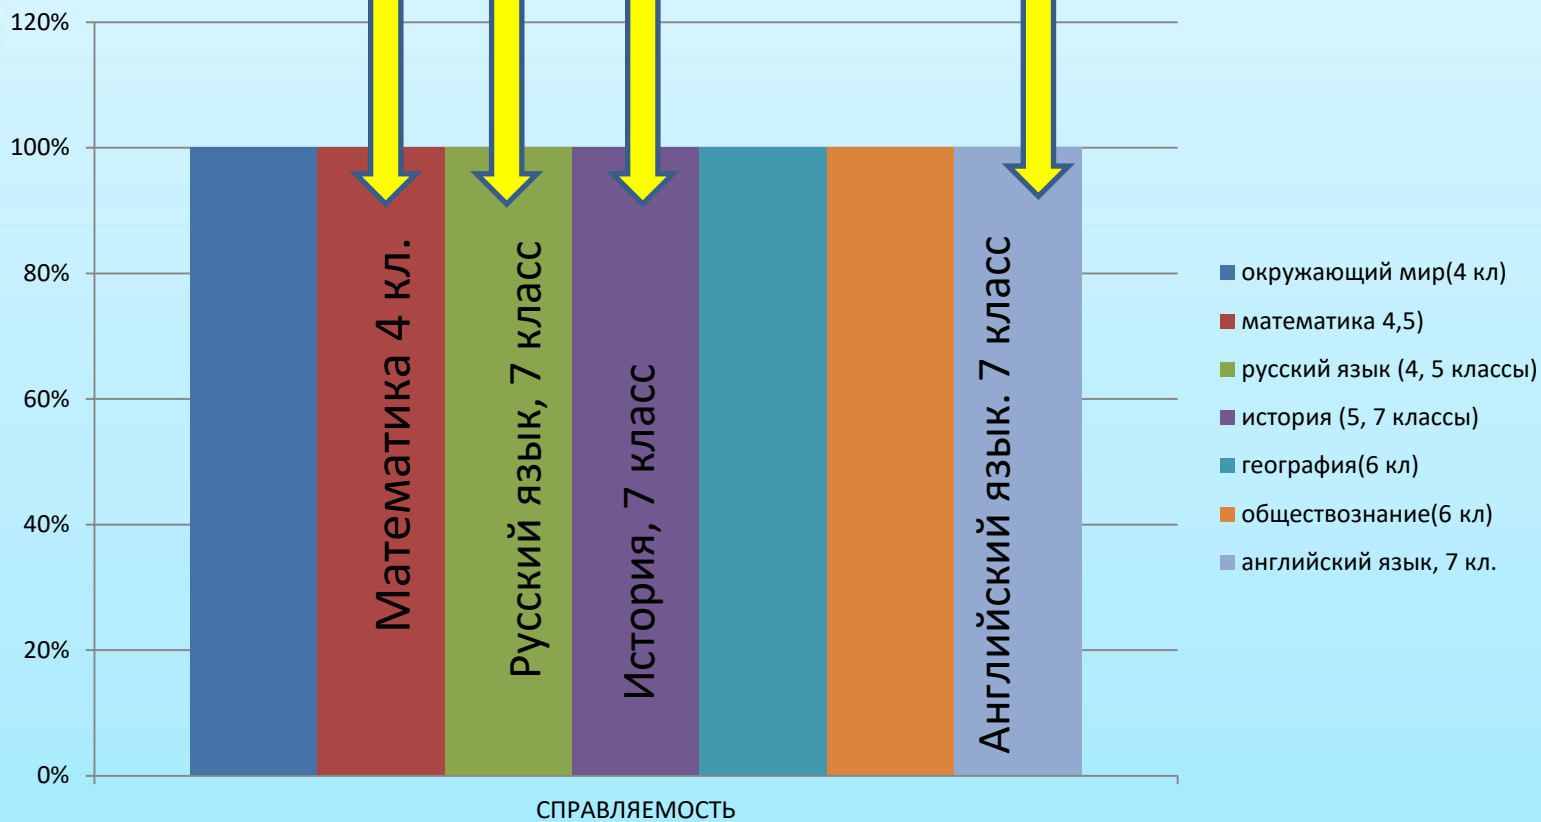 120%
100%
80%
60%
40%
20%
0%
Математика 4 кл.
Русский язык, 7 класс
История, 7 класс
Английский язык. 7 класс
СПРАВЛЯЕМОСТЬ
окружающий мир(4 кл)
математика 4,5)
русский язык (4, 5 классы)
история (5, 7 классы)
география(6 кл)
обществознание(6 кл)
английский язык, 7 кл.